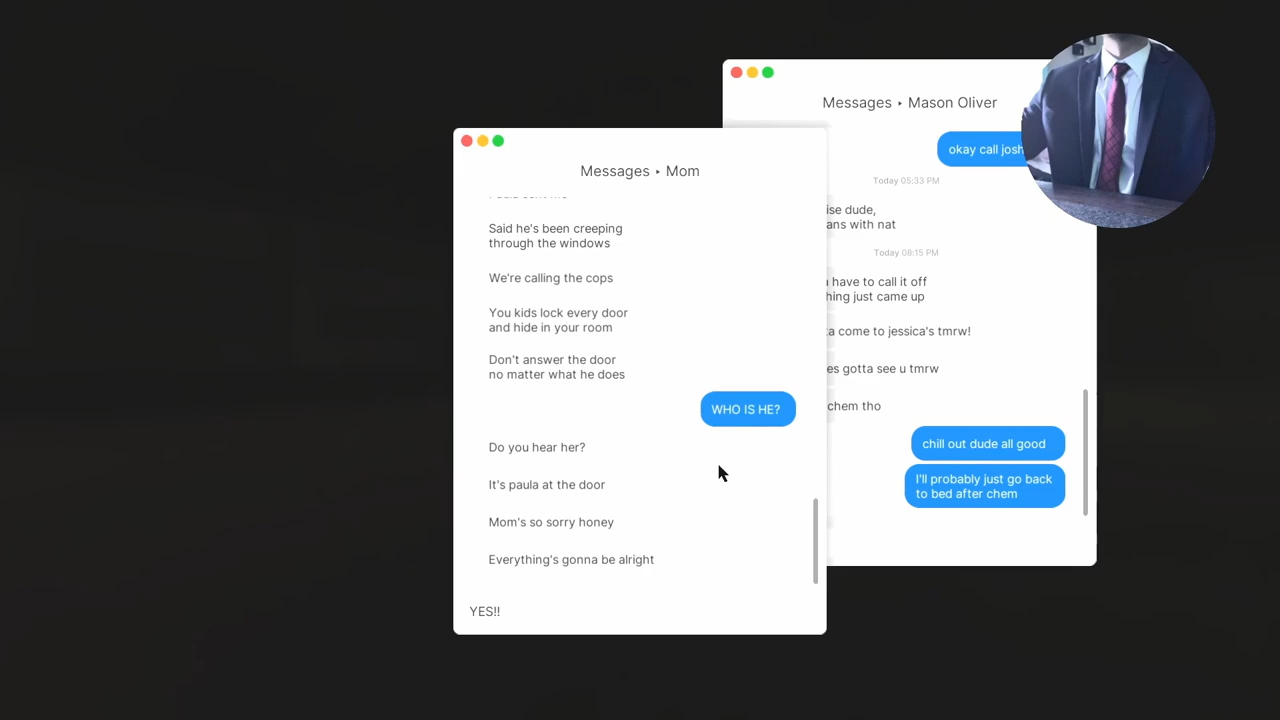 Messages ‣ Mom
Said he's been creeping
through the windows
We're calling the cops
You kids lock every door
and hide in your room
Don't answer the door
no matter what he does
WHO IS HE?
Do you hear her?
It's paula at the door
Mom's so sorry honey
Everything's gonna be alright
YES!!
Messages ‣ Mason Oliver
okay call josh
Today 05:33 PM
dude,
with nat
Today 08:15 PM
have to call it off
just came up
come to jessica's tmrw!
gotta see u tmrw
chem tho
chill out dude all good
I'll probably just go back
to bed after chem